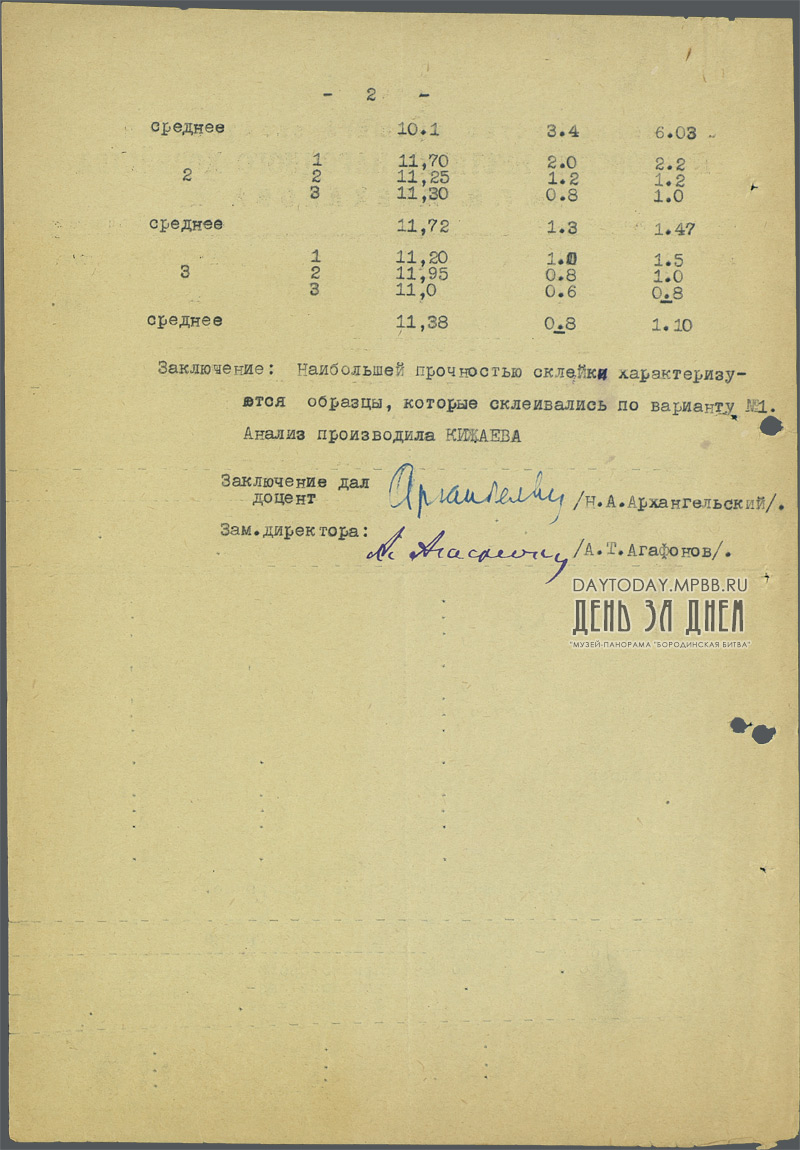 - 2 -
среднее 10.1 3.4 6.03
1 11,70 2.0 2.2
2 2 11,25 1.2 1.2
3 11,30 0.8 1.0
среднее 11,72 1.3 1.47
1 11,20 1.0 1.5
3 2 11,95 0.8 1.0
3 11,0 0.6 0.8
среднее 11,38 0.8 1.10
Заключение: Наибольшей прочностью склейки характеризу-
ются образцы, которые склеивались по варианту №1.
Анализ производила КИЖАЕВА
Заключение дал
доцент /Н.А.Архангельский/.
Зам.директора: /А.Т.Агафонов/.
DAYTODAY.MPBB.RU
ДЕНЬ ЗА ДНЕМ
"МУЗЕЙ-ПАНОРАМА "БОРОДИНСКАЯ БИТВА"